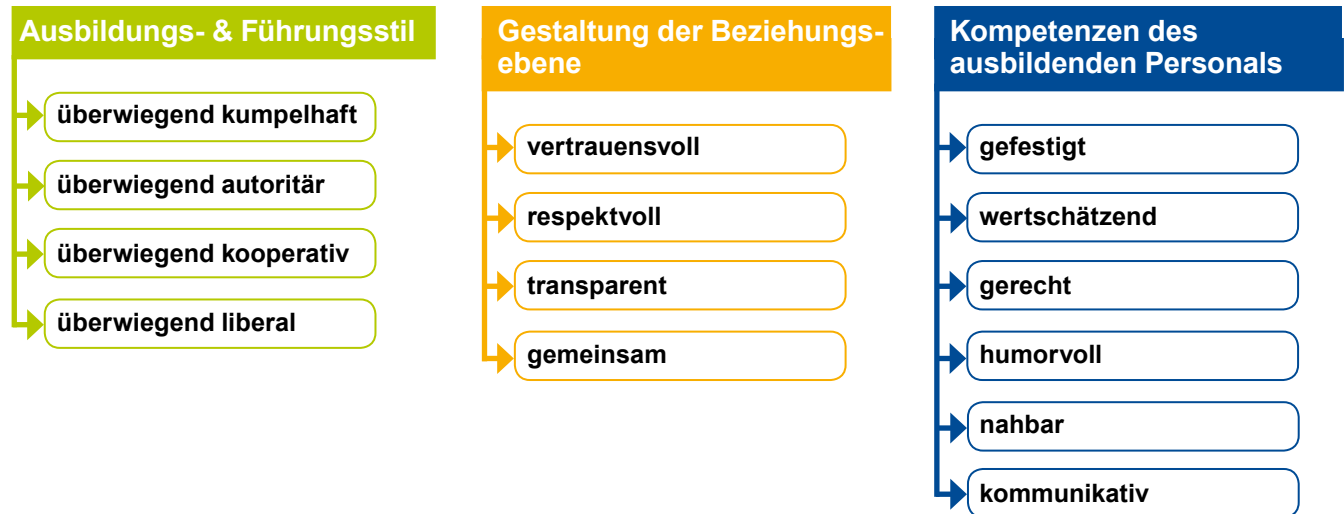 Ausbildungs- & Führungsstil
überwiegend kumpelhaft
überwiegend autoritär
überwiegend kooperativ
überwiegend liberal
Gestaltung der Beziehungs-
ebene
vertrauensvoll
respektvoll
transparent
gemeinsam
Kompetenzen des
ausbildenden Personals
gefestigt
wertschätzend
gerecht
humorvoll
nahbar
kommunikativ